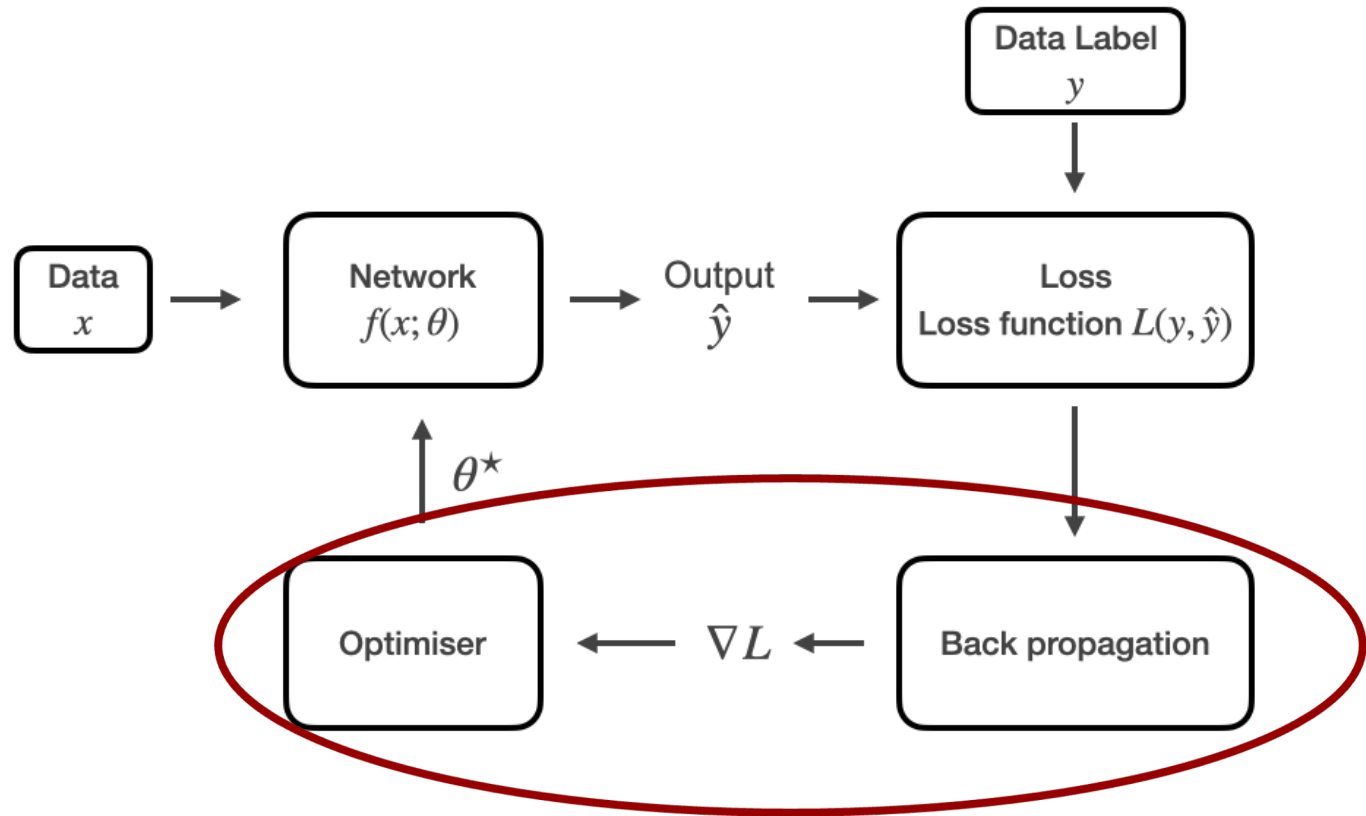 Data Label
y
Data
x
Network
f(x; θ)
Output
ŷ
Loss
Loss function L(y, ŷ)
θ★
Optimiser
∇L
Back propagation